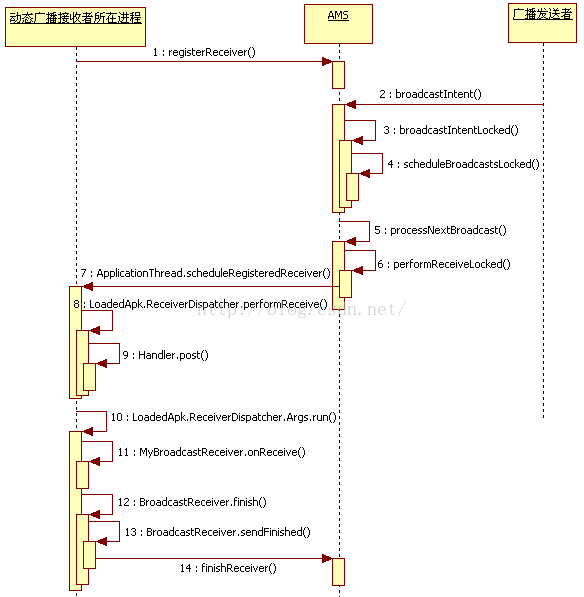 动态广播接收者所在进程
AMS
广播发送者
1 : registerReceiver()
2 : broadcastIntent()
3 : broadcastIntentLocked()
4 : scheduleBroadcastsLocked()
5 : processNextBroadcast()
6 : performReceiveLocked()
7 : ApplicationThread.scheduleRegisteredReceiver()
8 : LoadedApk.ReceiverDispatcher.performReceive()
http://blog.csdn.net/
9 : Handler.post()
10 : LoadedApk.ReceiverDispatcher.Args.run()
11 : MyBroadcastReceiver.onReceive()
12 : BroadcastReceiver.finish()
13 : BroadcastReceiver.sendFinished()
14 : finishReceiver()